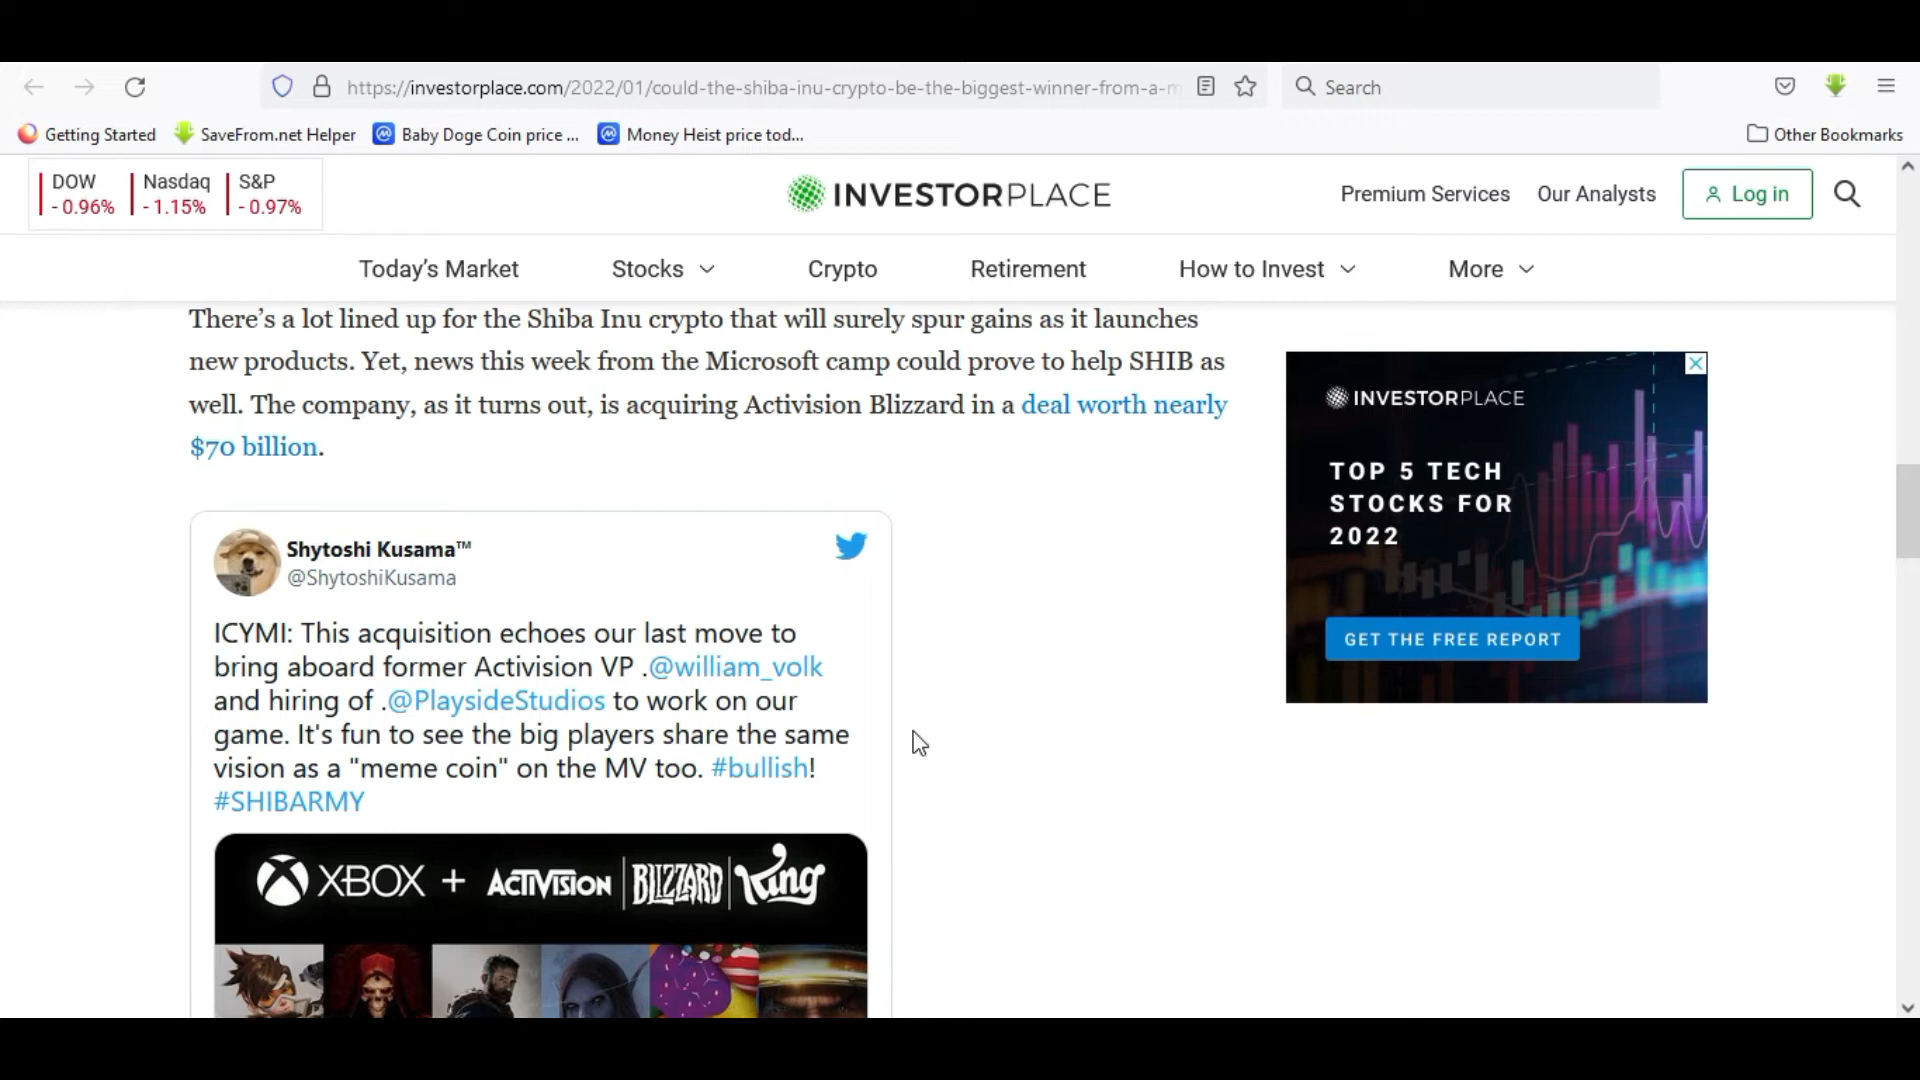 https://investorplace.com/2022/01/could-the-shiba-inu-crypto-be-the-biggest-winner-from-a-m
Search
Getting Started
SaveFrom.net Helper
Baby Doge Coin price ...
Money Heist price tod...
Other Bookmarks
DOW
- 0.96%
Nasdaq
- 1.15%
S&P
- 0.97%
INVESTORPLACE
Premium Services
Our Analysts
Log in
Today's Market
Stocks
Crypto
Retirement
How to Invest
More
There's a lot lined up for the Shiba Inu crypto that will surely spur gains as it launches
new products. Yet, news this week from the Microsoft camp could prove to help SHIB as
well. The company, as it turns out, is acquiring Activision Blizzard in a deal worth nearly
$70 billion.
Shytoshi Kusama™
@ShytoshiKusama
ICYMI: This acquisition echoes our last move to
bring aboard former Activision VP .@william_volk
and hiring of .@PlaysideStudios to work on our
game. It's fun to see the big players share the same
vision as a "meme coin" on the MV too. #bullish!
#SHIBARMY
XBOX + ACTIVISION BLIZZARD King
INVESTORPLACE
TOP 5 TECH
STOCKS FOR
2022
GET THE FREE REPORT